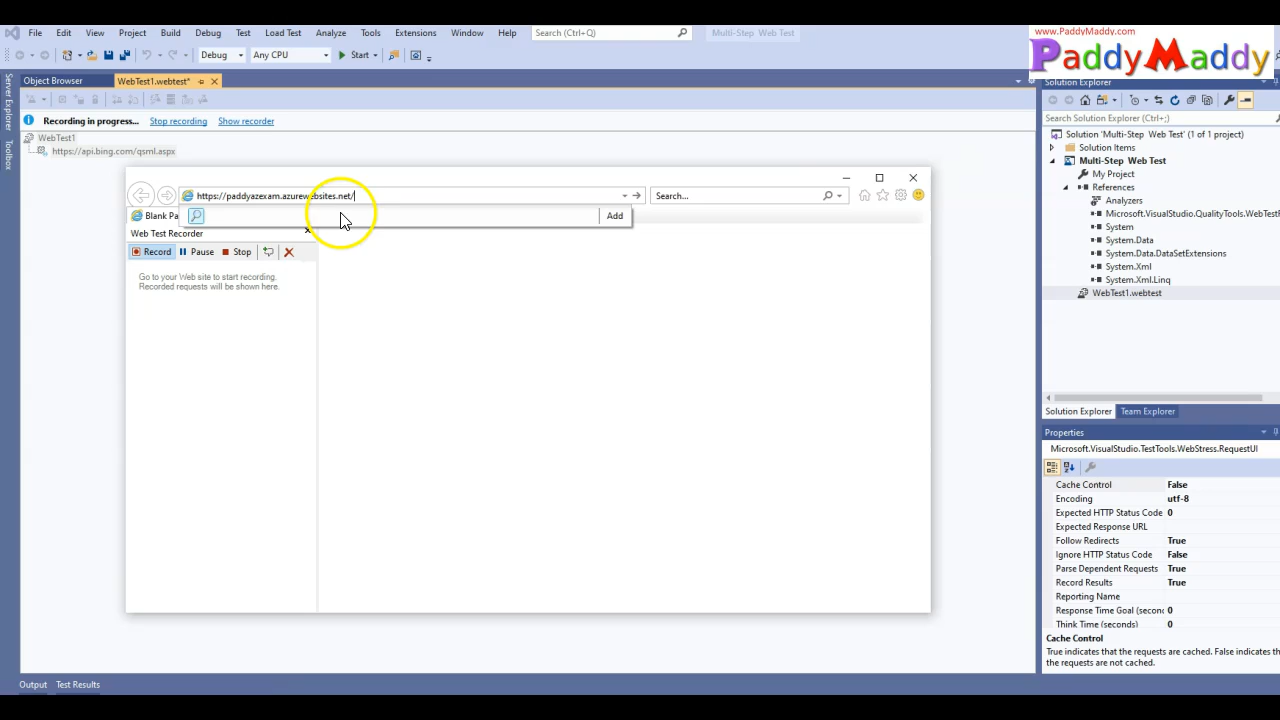 File Edit View Project Build Debug Test Load Test Analyze Tools Extensions Window Help Search (Ctrl+Q) Multi-Step Web Test
www.PaddyMaddy.com
PaddyMaddy
Debug Any CPU Start
Object Browser WebTest1.webtest*
Solution Explorer
Recording in progress... Stop recording Show recorder
Search Solution Explorer (Ctrl+;)
WebTest1
https://api.bing.com/qsml.aspx
Server Explorer
Toolbox
Solution 'Multi-Step Web Test' (1 of 1 project)
Solution Items
Multi-Step Web Test
My Project
References
Analyzers
Microsoft.VisualStudio.QualityTools.WebTest
System
System.Data
System.Data.DataSetExtensions
System.Xml
System.Xml.Linq
WebTest1.webtest
https://paddyazexam.azurewebsites.net/ Search...
Blank Pa Add
Web Test Recorder
Record Pause Stop
Go to your Web site to start recording.
Recorded requests will be shown here.
Solution Explorer Team Explorer
Properties
Microsoft.VisualStudio.TestTools.WebStress.RequestUI
Cache Control False
Encoding utf-8
Expected HTTP Status Code 0
Expected Response URL
Follow Redirects True
Ignore HTTP Status Code False
Parse Dependent Requests True
Record Results True
Reporting Name
Response Time Goal (secon 0
Think Time (seconds) 0
Cache Control
True indicates that the requests are cached. False indicates tha
the requests are not cached.
Output Test Results